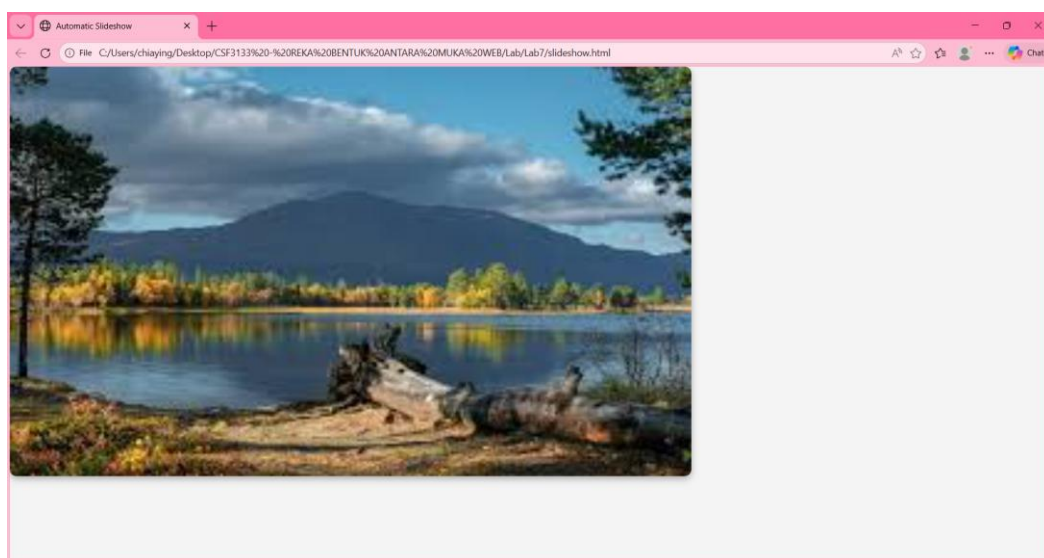 Automatic Slideshow
File C:/Users/chiaying/Desktop/CSF3133%20-%20REKA%20BENTUK%20ANTARA%20MUKA%20WEB/Lab/Lab7/slideshow.html
Chat